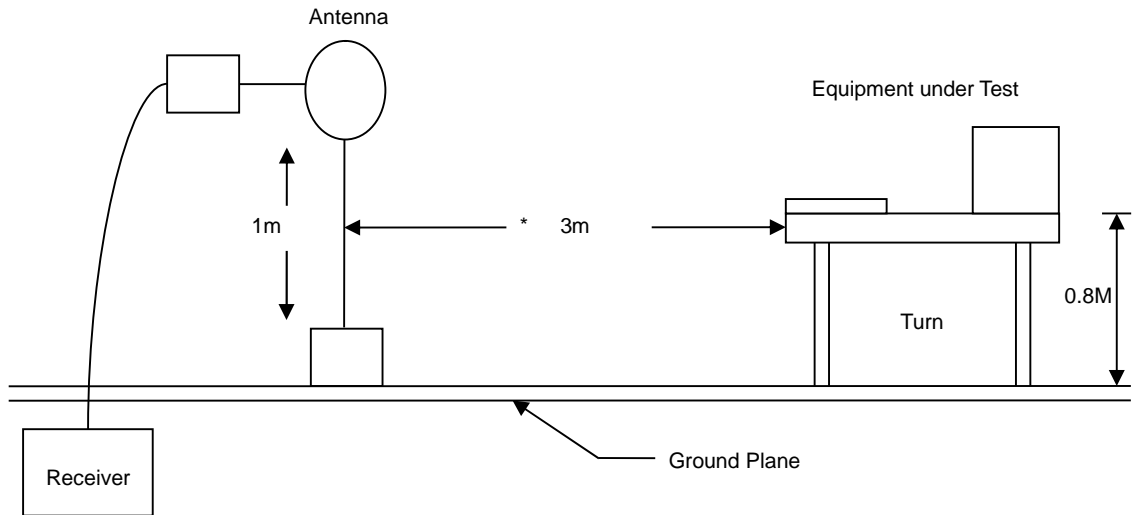 Antenna
Equipment under Test
1m
* 3m
0.8M
Turn
Ground Plane
Receiver